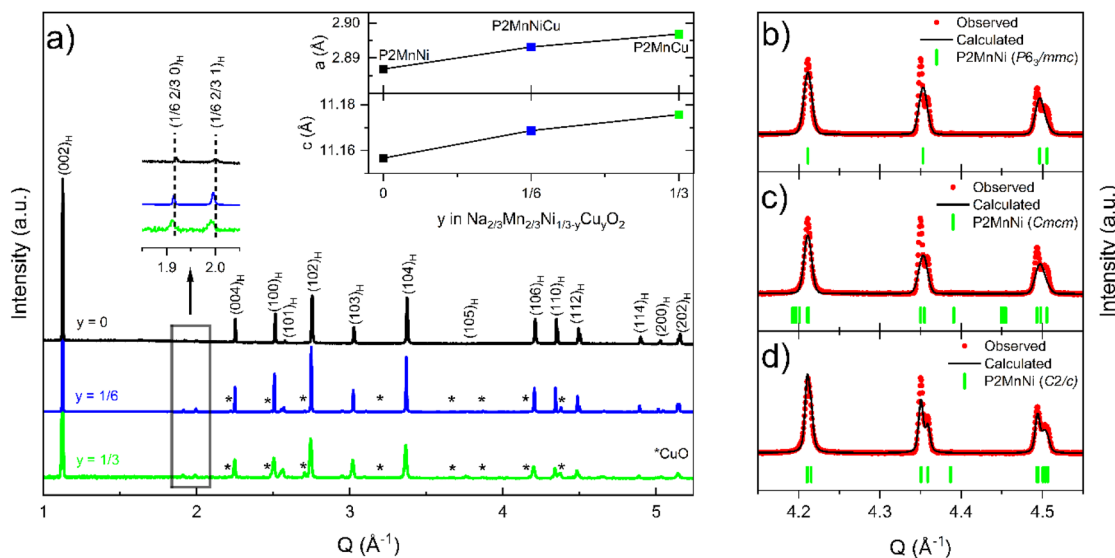 a)
Intensity (a.u.)
(002)H
(1/6 2/3 0)H
(1/6 2/3 1)H
1.9 2.0
a (Å)
2.90
2.89
P2MnNi
P2MnNiCu
P2MnCu
c (Å)
11.18
11.16
0 1/6 1/3
y in Na2/3Mn2/3Ni1/3-yCuyO2
(004)H
(100)H
(101)H
(102)H
(103)H
(104)H
(105)H
(106)H
(110)H
(112)H
(114)H
(200)H
(202)H
y = 0
y = 1/6
* * * * * * * *
y = 1/3
* * * * * * * *
*CuO
1 2 3 4 5
Q (Å-1)
b)
Observed
Calculated
P2MnNi (P63/mmc)
c)
Observed
Calculated
P2MnNi (Cmcm)
d)
Observed
Calculated
P2MnNi (C2/c)
Intensity (a.u.)
4.2 4.3 4.4 4.5
Q (Å-1)